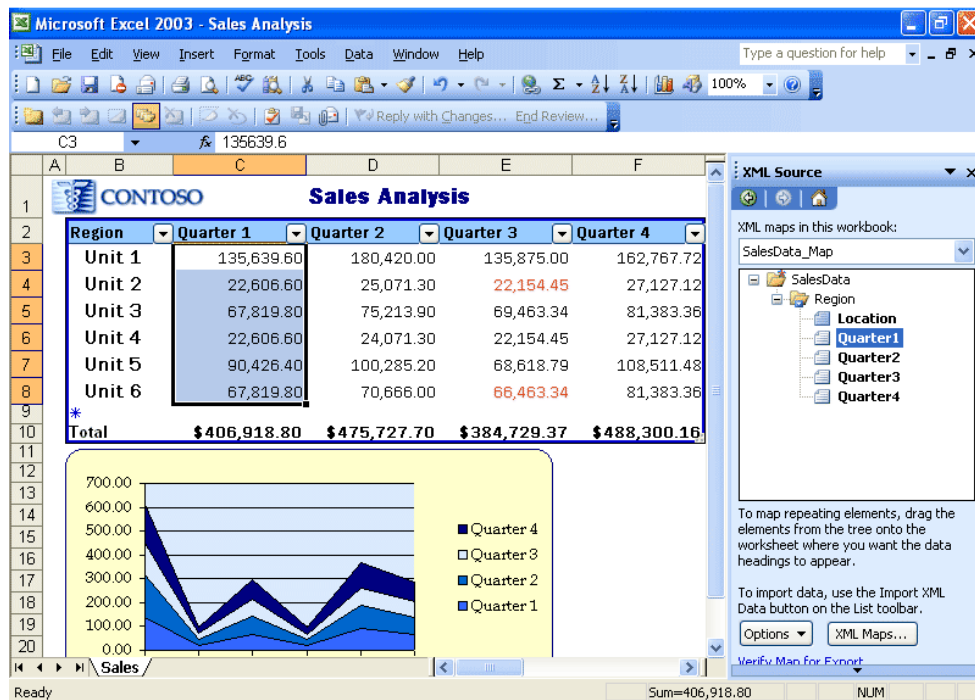 Microsoft Excel 2003 - Sales Analysis
File Edit View Insert Format Tools Data Window Help Type a question for help
100%
Reply with Changes... End Review...
C3 fx 135639.6
A B C D E F
XML Source
1 CONTOSO Sales Analysis
XML maps in this workbook:
2 Region Quarter 1 Quarter 2 Quarter 3 Quarter 4
SalesData_Map
3 Unit 1 135,639.60 180,420.00 135,875.00 162,767.72
4 Unit 2 22,606.60 25,071.30 22,154.45 27,127.12
5 Unit 3 67,819.80 75,213.90 69,463.34 81,383.36
6 Unit 4 22,606.60 24,071.30 22,154.45 27,127.12
7 Unit 5 90,426.40 100,285.20 68,618.79 108,511.48
8 Unit 6 67,819.80 70,666.00 66,463.34 81,383.36
9 *
10 Total $406,918.80 $475,727.70 $384,729.37 $488,300.16
SalesData
Region
Location
Quarter1
Quarter2
Quarter3
Quarter4
11
12
13
14
15
16
17
18
19
20
700.00
600.00
500.00
400.00
300.00
200.00
100.00
0.00
Quarter 4
Quarter 3
Quarter 2
Quarter 1
To map repeating elements, drag the
elements from the tree onto the
worksheet where you want the data
headings to appear.
To import data, use the Import XML
Data button on the List toolbar.
Options XML Maps...
Verify Map for Export
Sales
Ready Sum=406,918.80 NUM